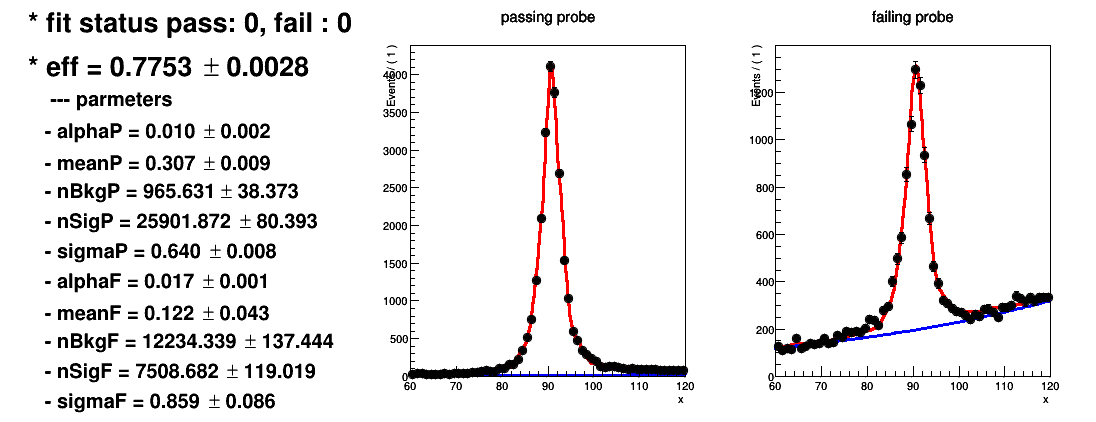 * fit status pass: 0, fail : 0
* eff = 0.7753 ± 0.0028
--- parmeters
- alphaP = 0.010 ± 0.002
- meanP = 0.307 ± 0.009
- nBkgP = 965.631 ± 38.373
- nSigP = 25901.872 ± 80.393
- sigmaP = 0.640 ± 0.008
- alphaF = 0.017 ± 0.001
- meanF = 0.122 ± 0.043
- nBkgF = 12234.339 ± 137.444
- nSigF = 7508.682 ± 119.019
- sigmaF = 0.859 ± 0.086
passing probe
Events / ( 1 )
4000
3500
3000
2500
2000
1500
1000
500
0
60 70 80 90 100 110 120
x
failing probe
Events / ( 1 )
1200
1000
800
600
400
200
0
60 70 80 90 100 110 120
x